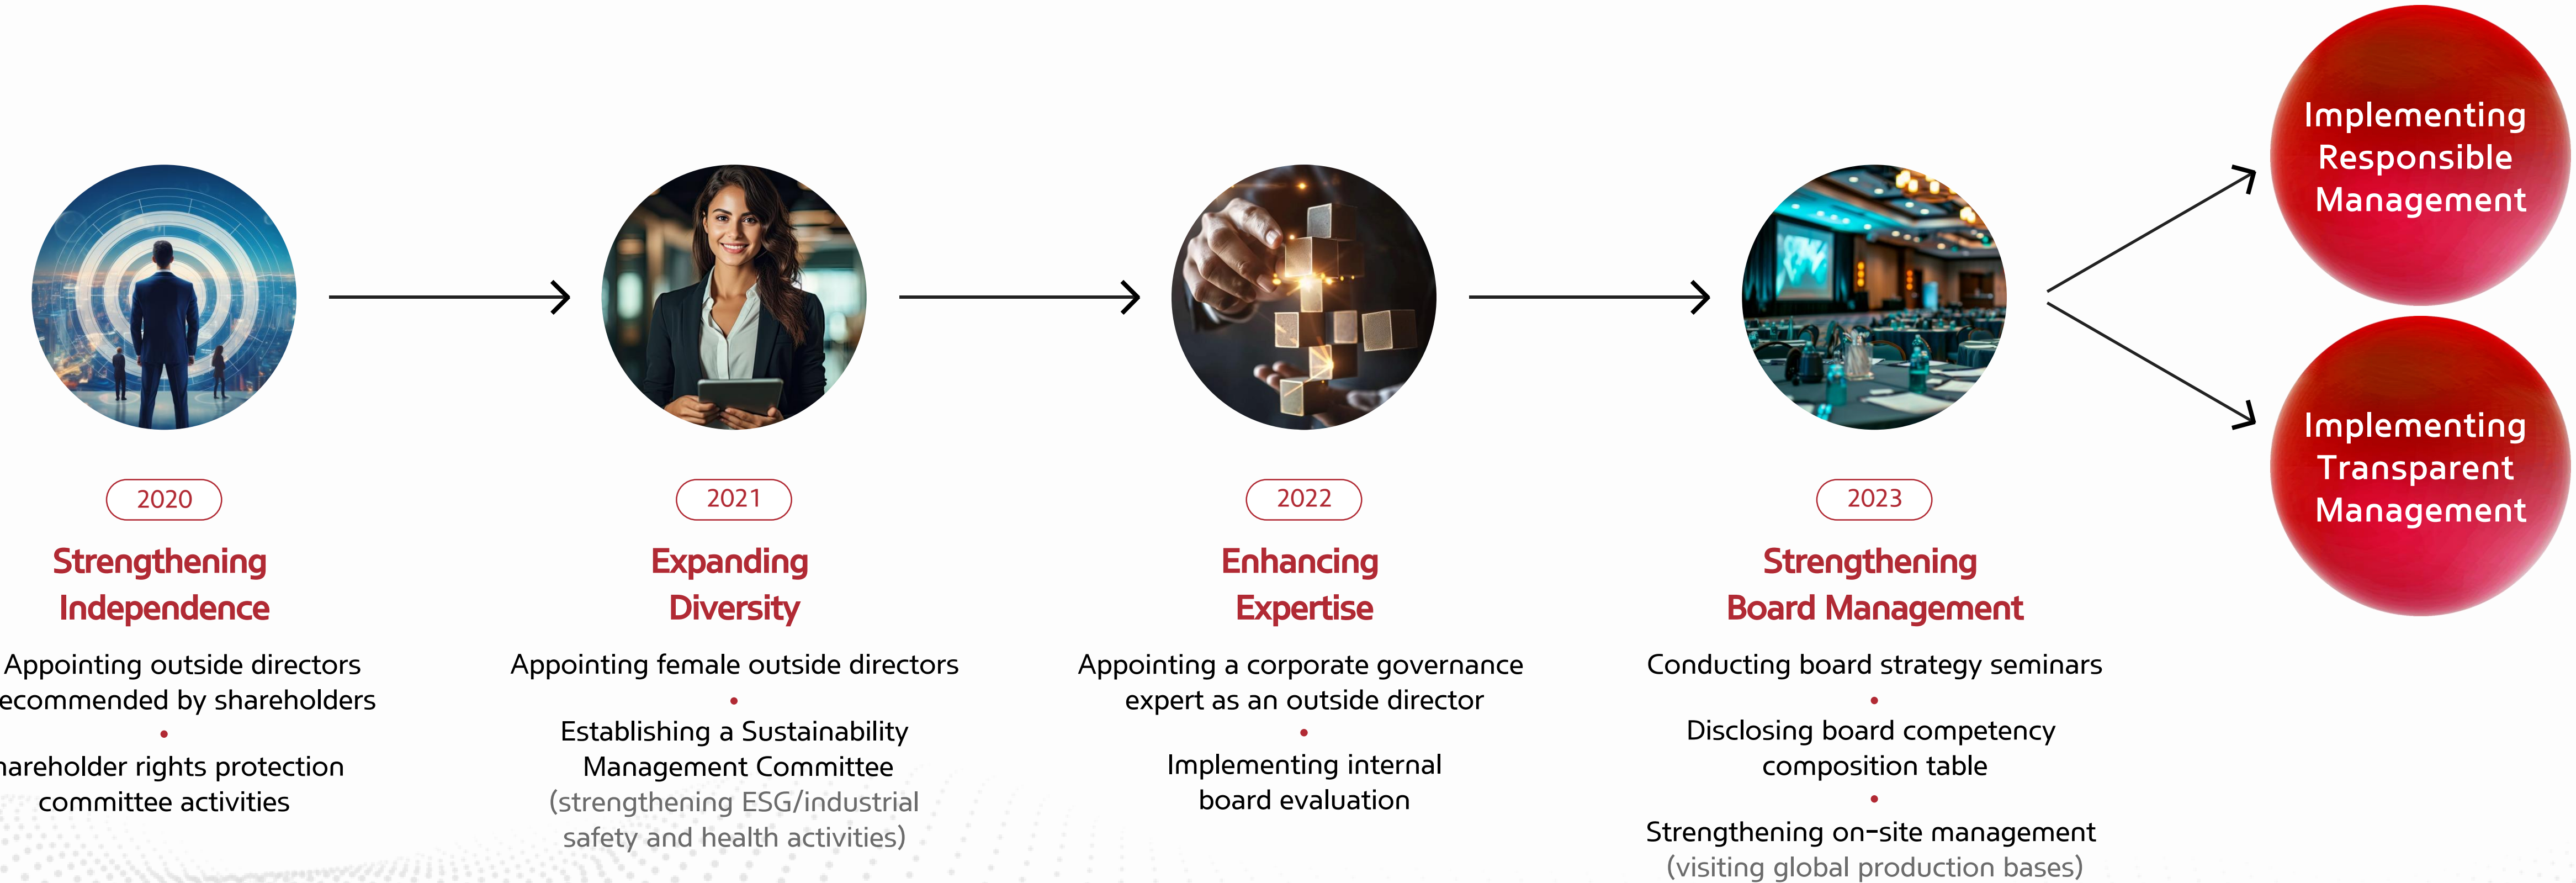 2020
Strengthening
Independence
Appointing outside directors
ecommended by shareholders
•
hareholder rights protection
committee activities
2021
Expanding
Diversity
Appointing female outside directors
•
Establishing a Sustainability
Management Committee
(strengthening ESG/industrial
safety and health activities)
2022
Enhancing
Expertise
Appointing a corporate governance
expert as an outside director
•
Implementing internal
board evaluation
2023
Strengthening
Board Management
Conducting board strategy seminars
•
Disclosing board competency
composition table
•
Strengthening on-site management
(visiting global production bases)
Implementing
Responsible
Management
Implementing
Transparent
Management